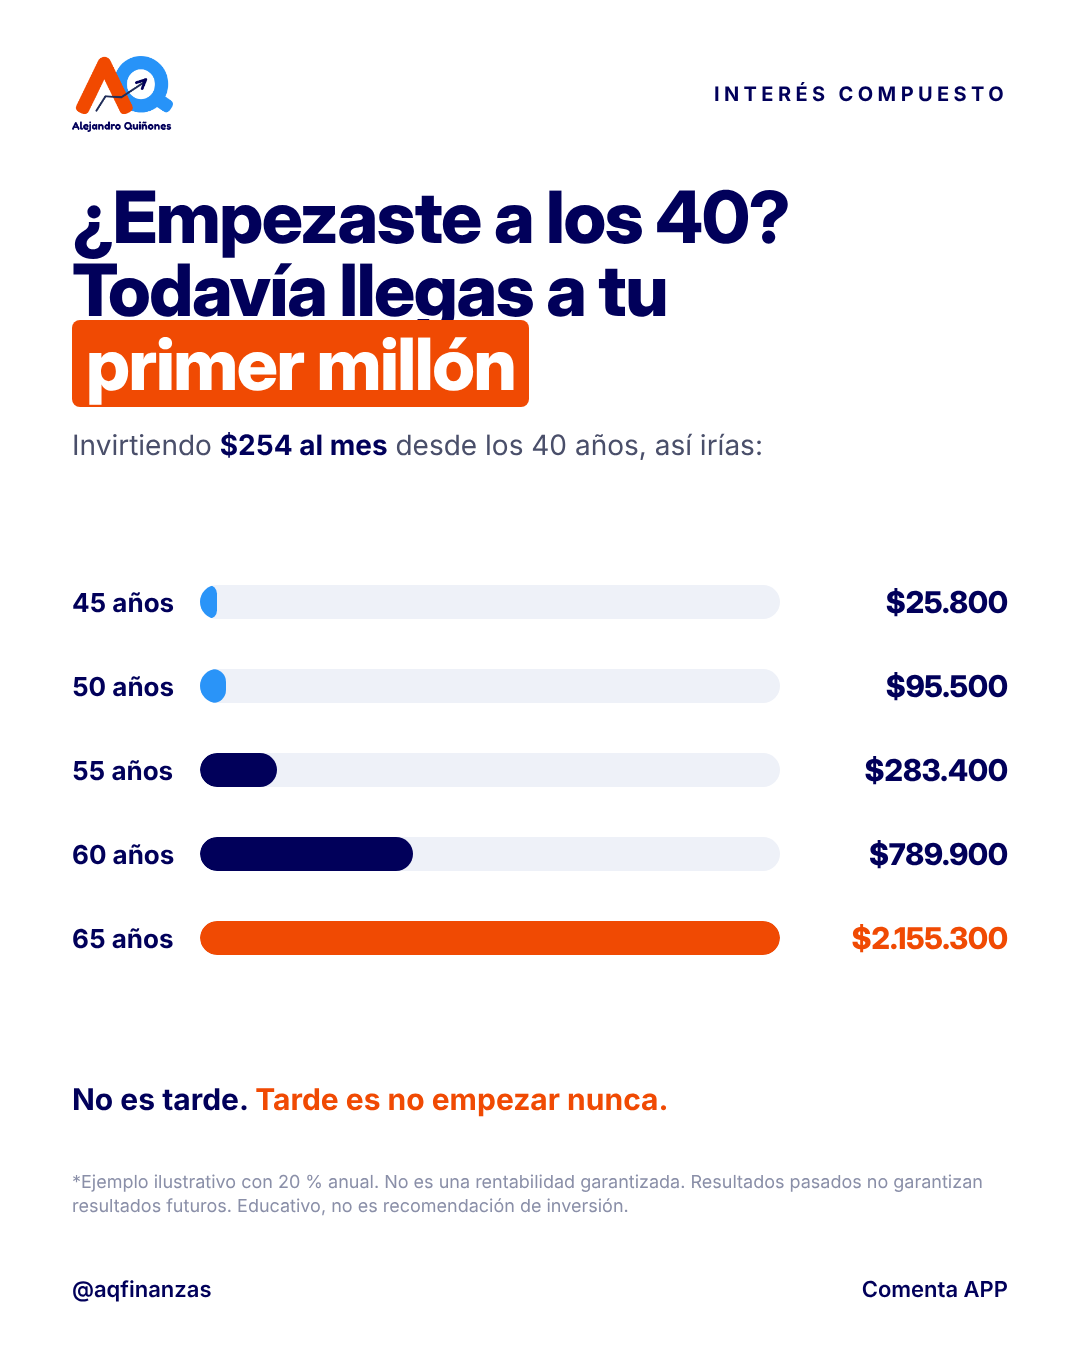 AQ
Alejandro Quiñones
INTERÉS COMPUESTO
¿Empezaste a los 40?
Todavía llegas a tu
primer millón
Invirtiendo $254 al mes desde los 40 años, así irías:
45 años $25.800
50 años $95.500
55 años $283.400
60 años $789.900
65 años $2.155.300
No es tarde. Tarde es no empezar nunca.
*Ejemplo ilustrativo con 20 % anual. No es una rentabilidad garantizada. Resultados pasados no garantizan
resultados futuros. Educativo, no es recomendación de inversión.
@aqfinanzas
Comenta APP